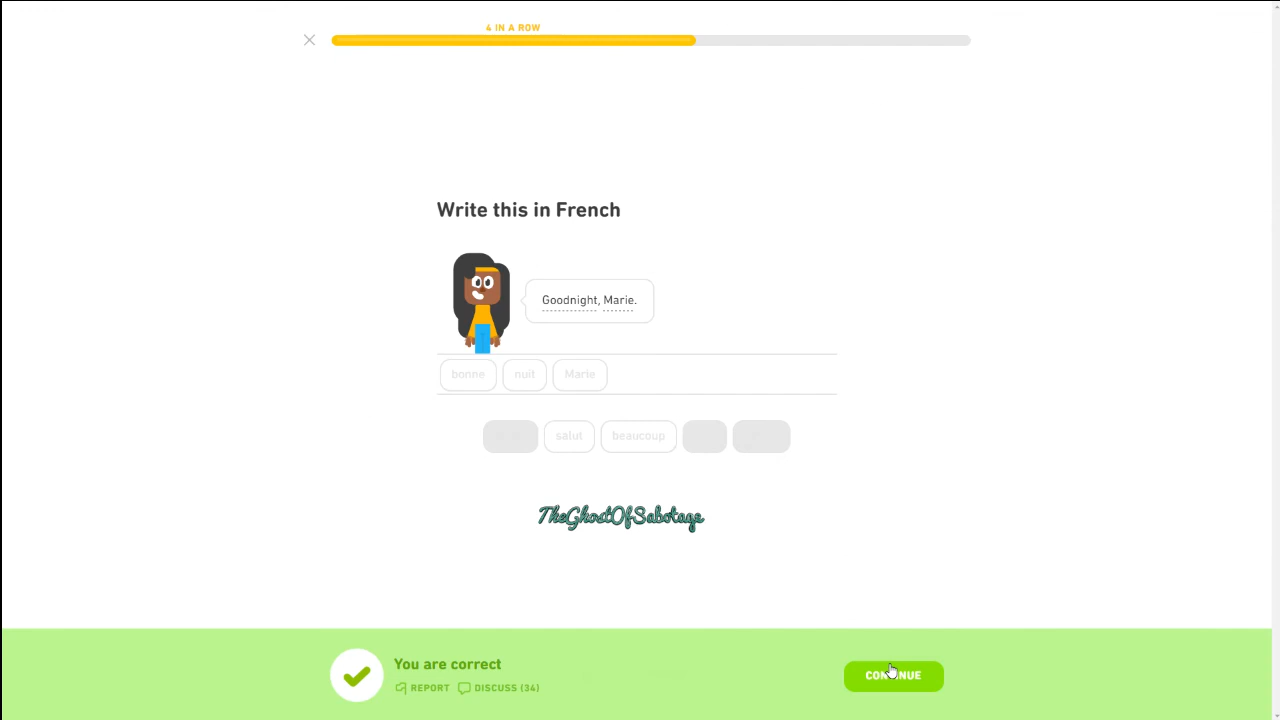 4 IN A ROW
Write this in French
Goodnight, Marie.
bonne nuit Marie
salut beaucoup
TheGhostOfSabotage
You are correct
REPORT DISCUSS (34)
CONTINUE